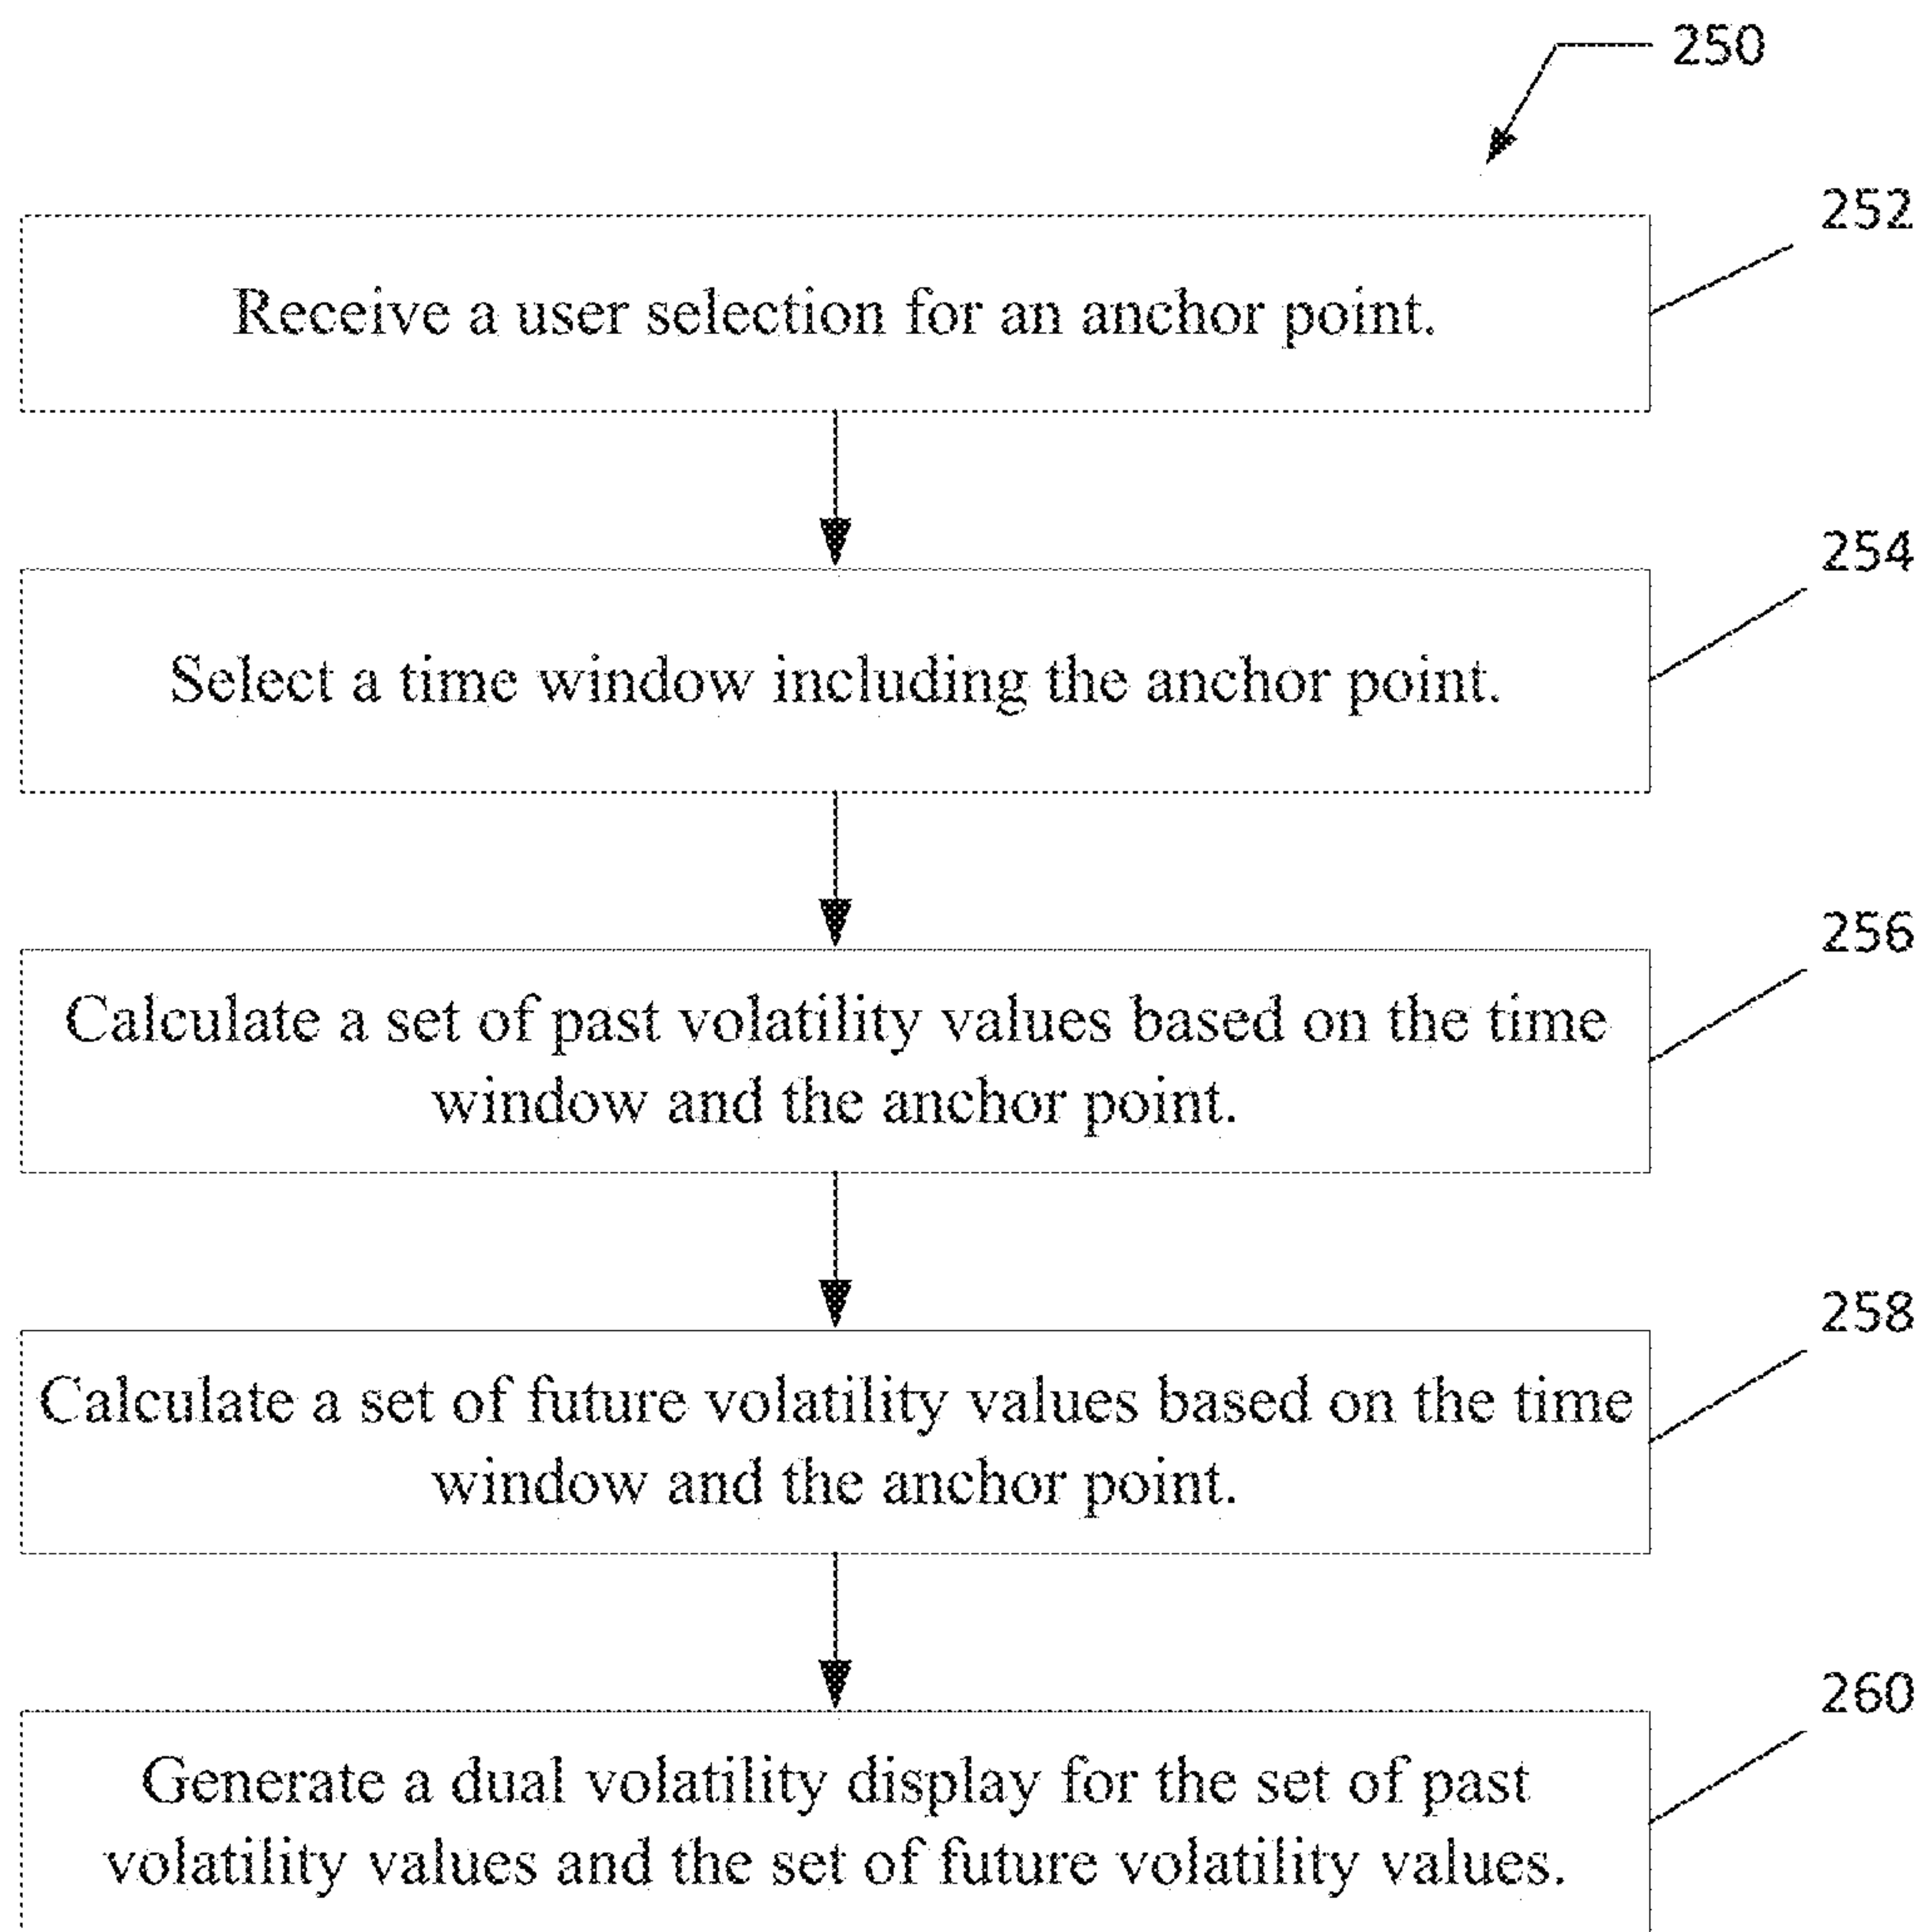 250
252
Receive a user selection for an anchor point.
254
Select a time window including the anchor point.
256
Calculate a set of past volatility values based on the time
window and the anchor point.
258
Calculate a set of future volatility values based on the time
window and the anchor point.
260
Generate a dual volatility display for the set of past
volatility values and the set of future volatility values.